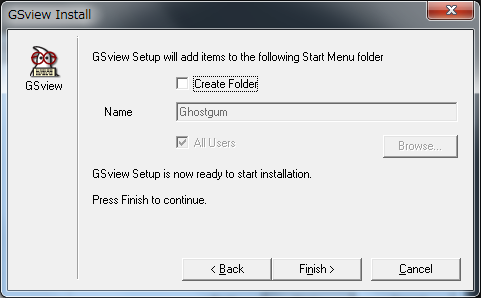 GSview Install
GSview
GSview Setup will add items to the following Start Menu folder
Create Folder
Name
Ghostgum
All Users
Browse...
GSview Setup is now ready to start installation.
Press Finish to continue.
< Back
Finish >
Cancel